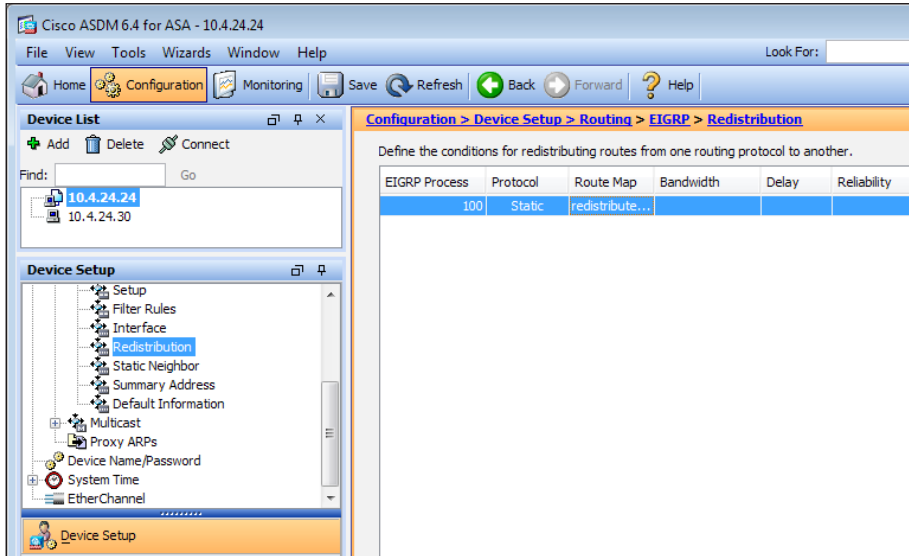 Cisco ASDM 6.4 for ASA - 10.4.24.24
File View Tools Wizards Window Help Look For:
Home Configuration Monitoring Save Refresh Back Forward Help
Device List
Add Delete Connect
Find: Go
10.4.24.24
10.4.24.30
Device Setup
Setup
Filter Rules
Interface
Redistribution
Static Neighbor
Summary Address
Default Information
Multicast
Proxy ARPs
Device Name/Password
System Time
EtherChannel
Device Setup
Configuration > Device Setup > Routing > EIGRP > Redistribution
Define the conditions for redistributing routes from one routing protocol to another.
EIGRP Process Protocol Route Map Bandwidth Delay Reliability
100 Static redistribute...